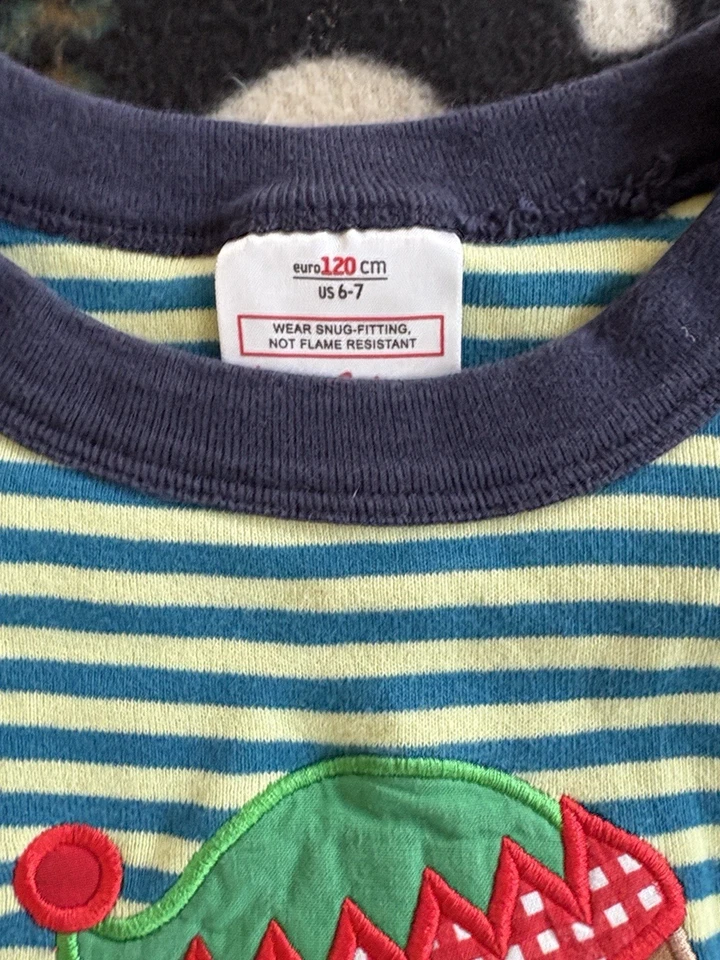 euro120 cm
US 6-7
WEAR SNUG-FITTING,
NOT FLAME RESISTANT